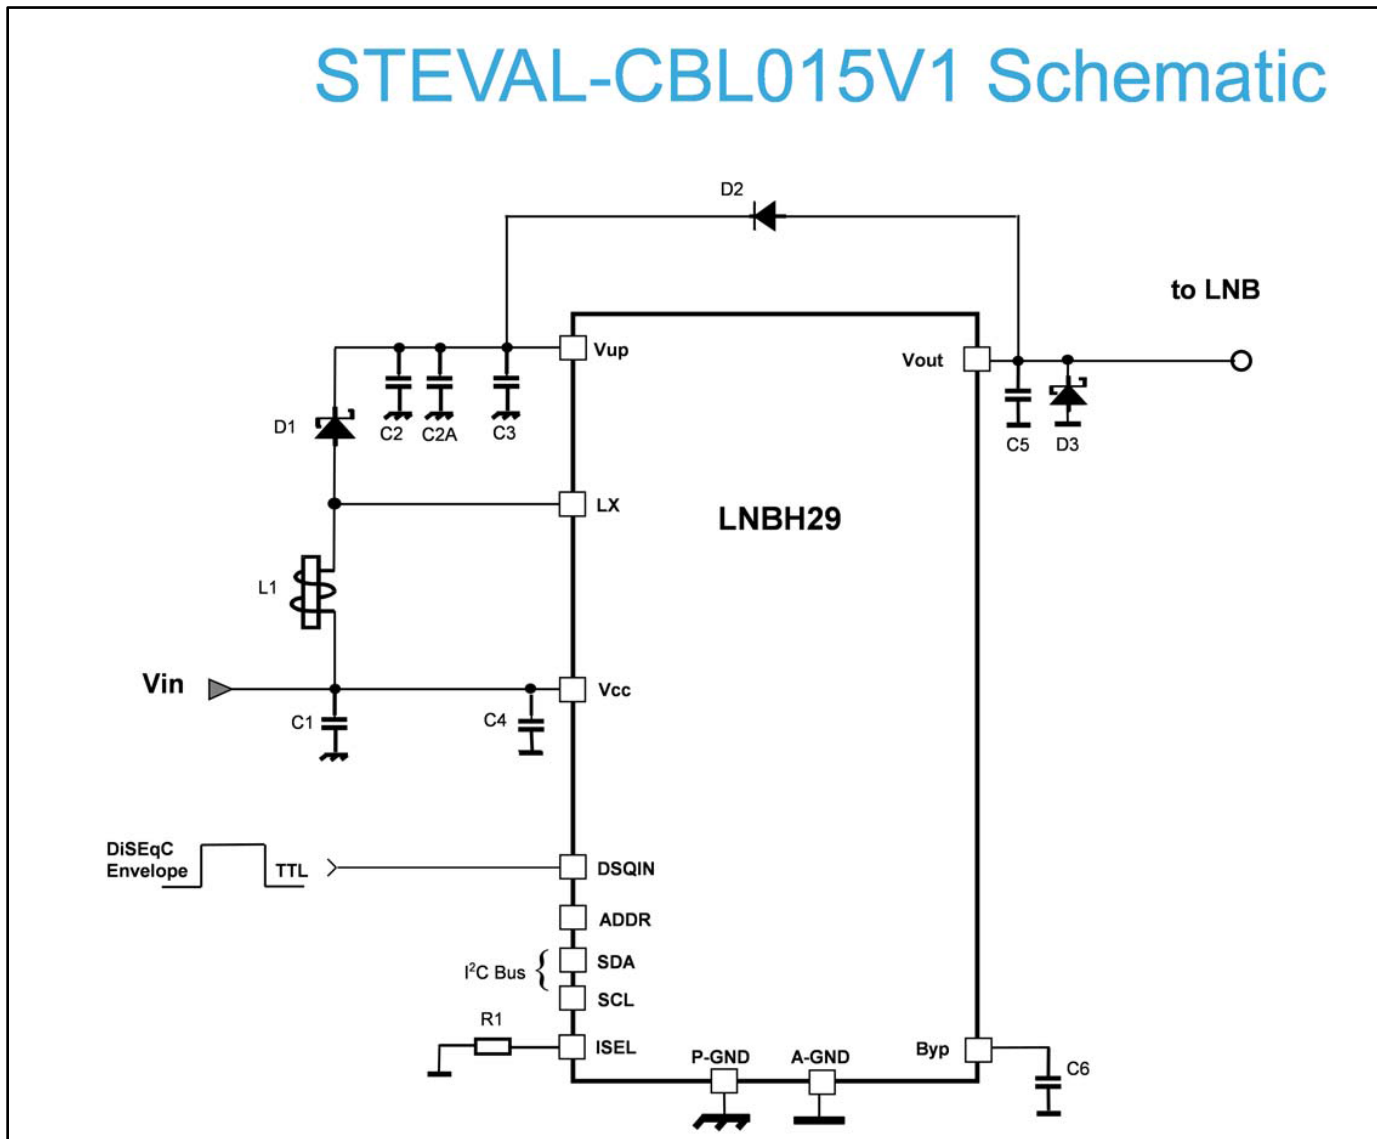 STEVAL-CBL015V1 Schematic
D2
to LNB
Vup
Vout
D1
C2
C2A
C3
C5
D3
LX
LNBH29
L1
Vin
Vcc
C1
C4
DiSEqC
Envelope
TTL
DSQIN
ADDR
I²C Bus
SDA
SCL
R1
ISEL
P-GND
A-GND
Byp
C6